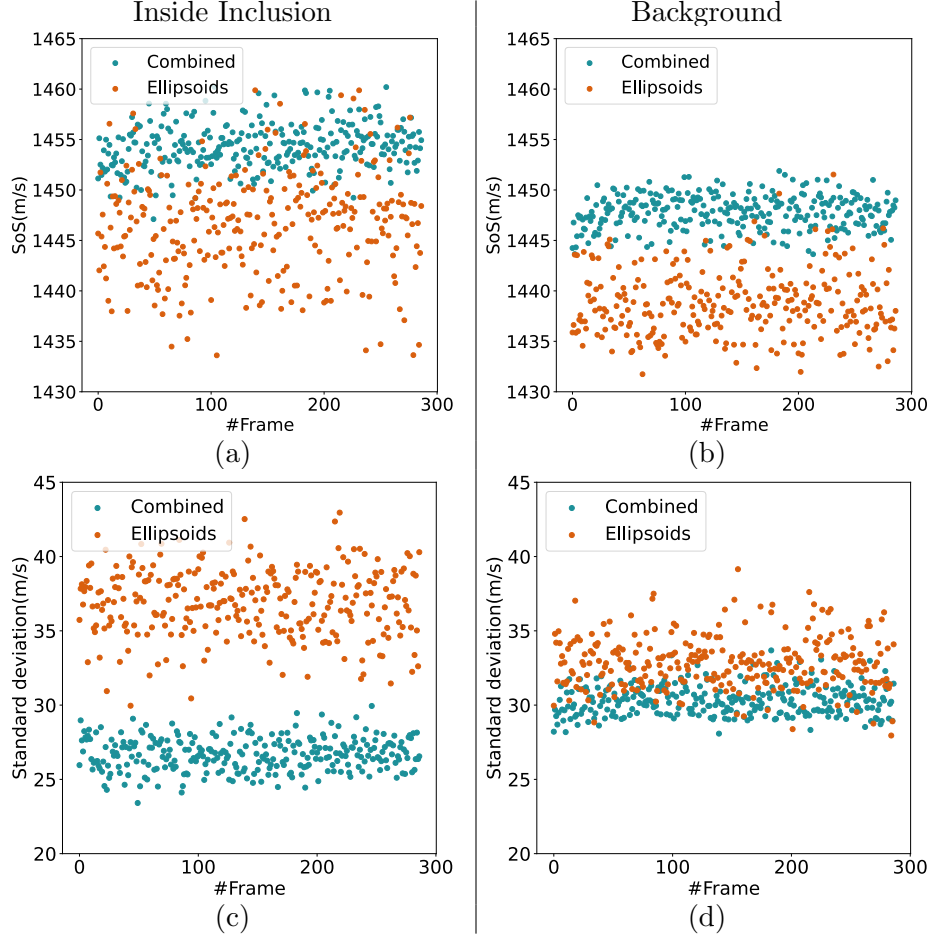 Inside Inclusion
Background
1465
1460
1455
1450
1445
1440
1435
1430
SoS(m/s)
Combined
Ellipsoids
0
100
200
300
#Frame
(a)
1465
1460
1455
1450
1445
1440
1435
1430
SoS(m/s)
Combined
Ellipsoids
0
100
200
300
#Frame
(b)
45
40
35
30
25
20
Standard deviation(m/s)
Combined
Ellipsoids
0
100
200
300
#Frame
(c)
45
40
35
30
25
20
Standard deviation(m/s)
Combined
Ellipsoids
0
100
200
300
#Frame
(d)